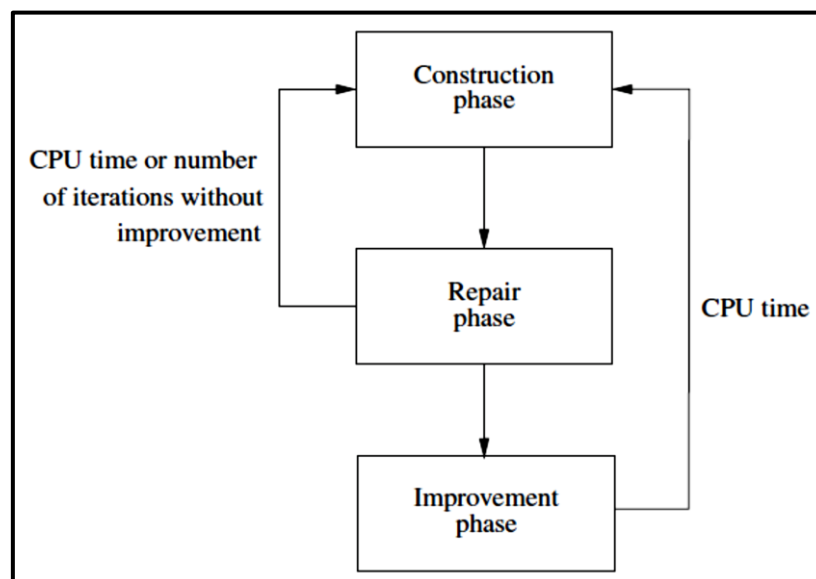 Construction
phase
CPU time or number
of iterations without
improvement
Repair
phase
CPU time
Improvement
phase